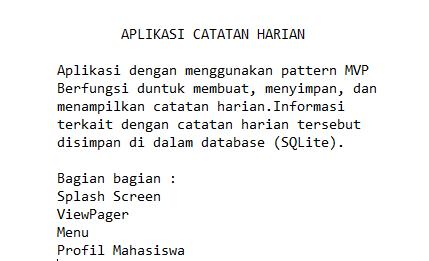 APLIKASI CATATAN HARIAN
Aplikasi dengan menggunakan pattern MVP
Berfungsi duntuk membuat, menyimpan, dan
menampilkan catatan harian.Informasi
terkait dengan catatan harian tersebut
disimpan di dalam database (SQLite).
Bagian bagian :
Splash Screen
ViewPager
Menu
Profil Mahasiswa